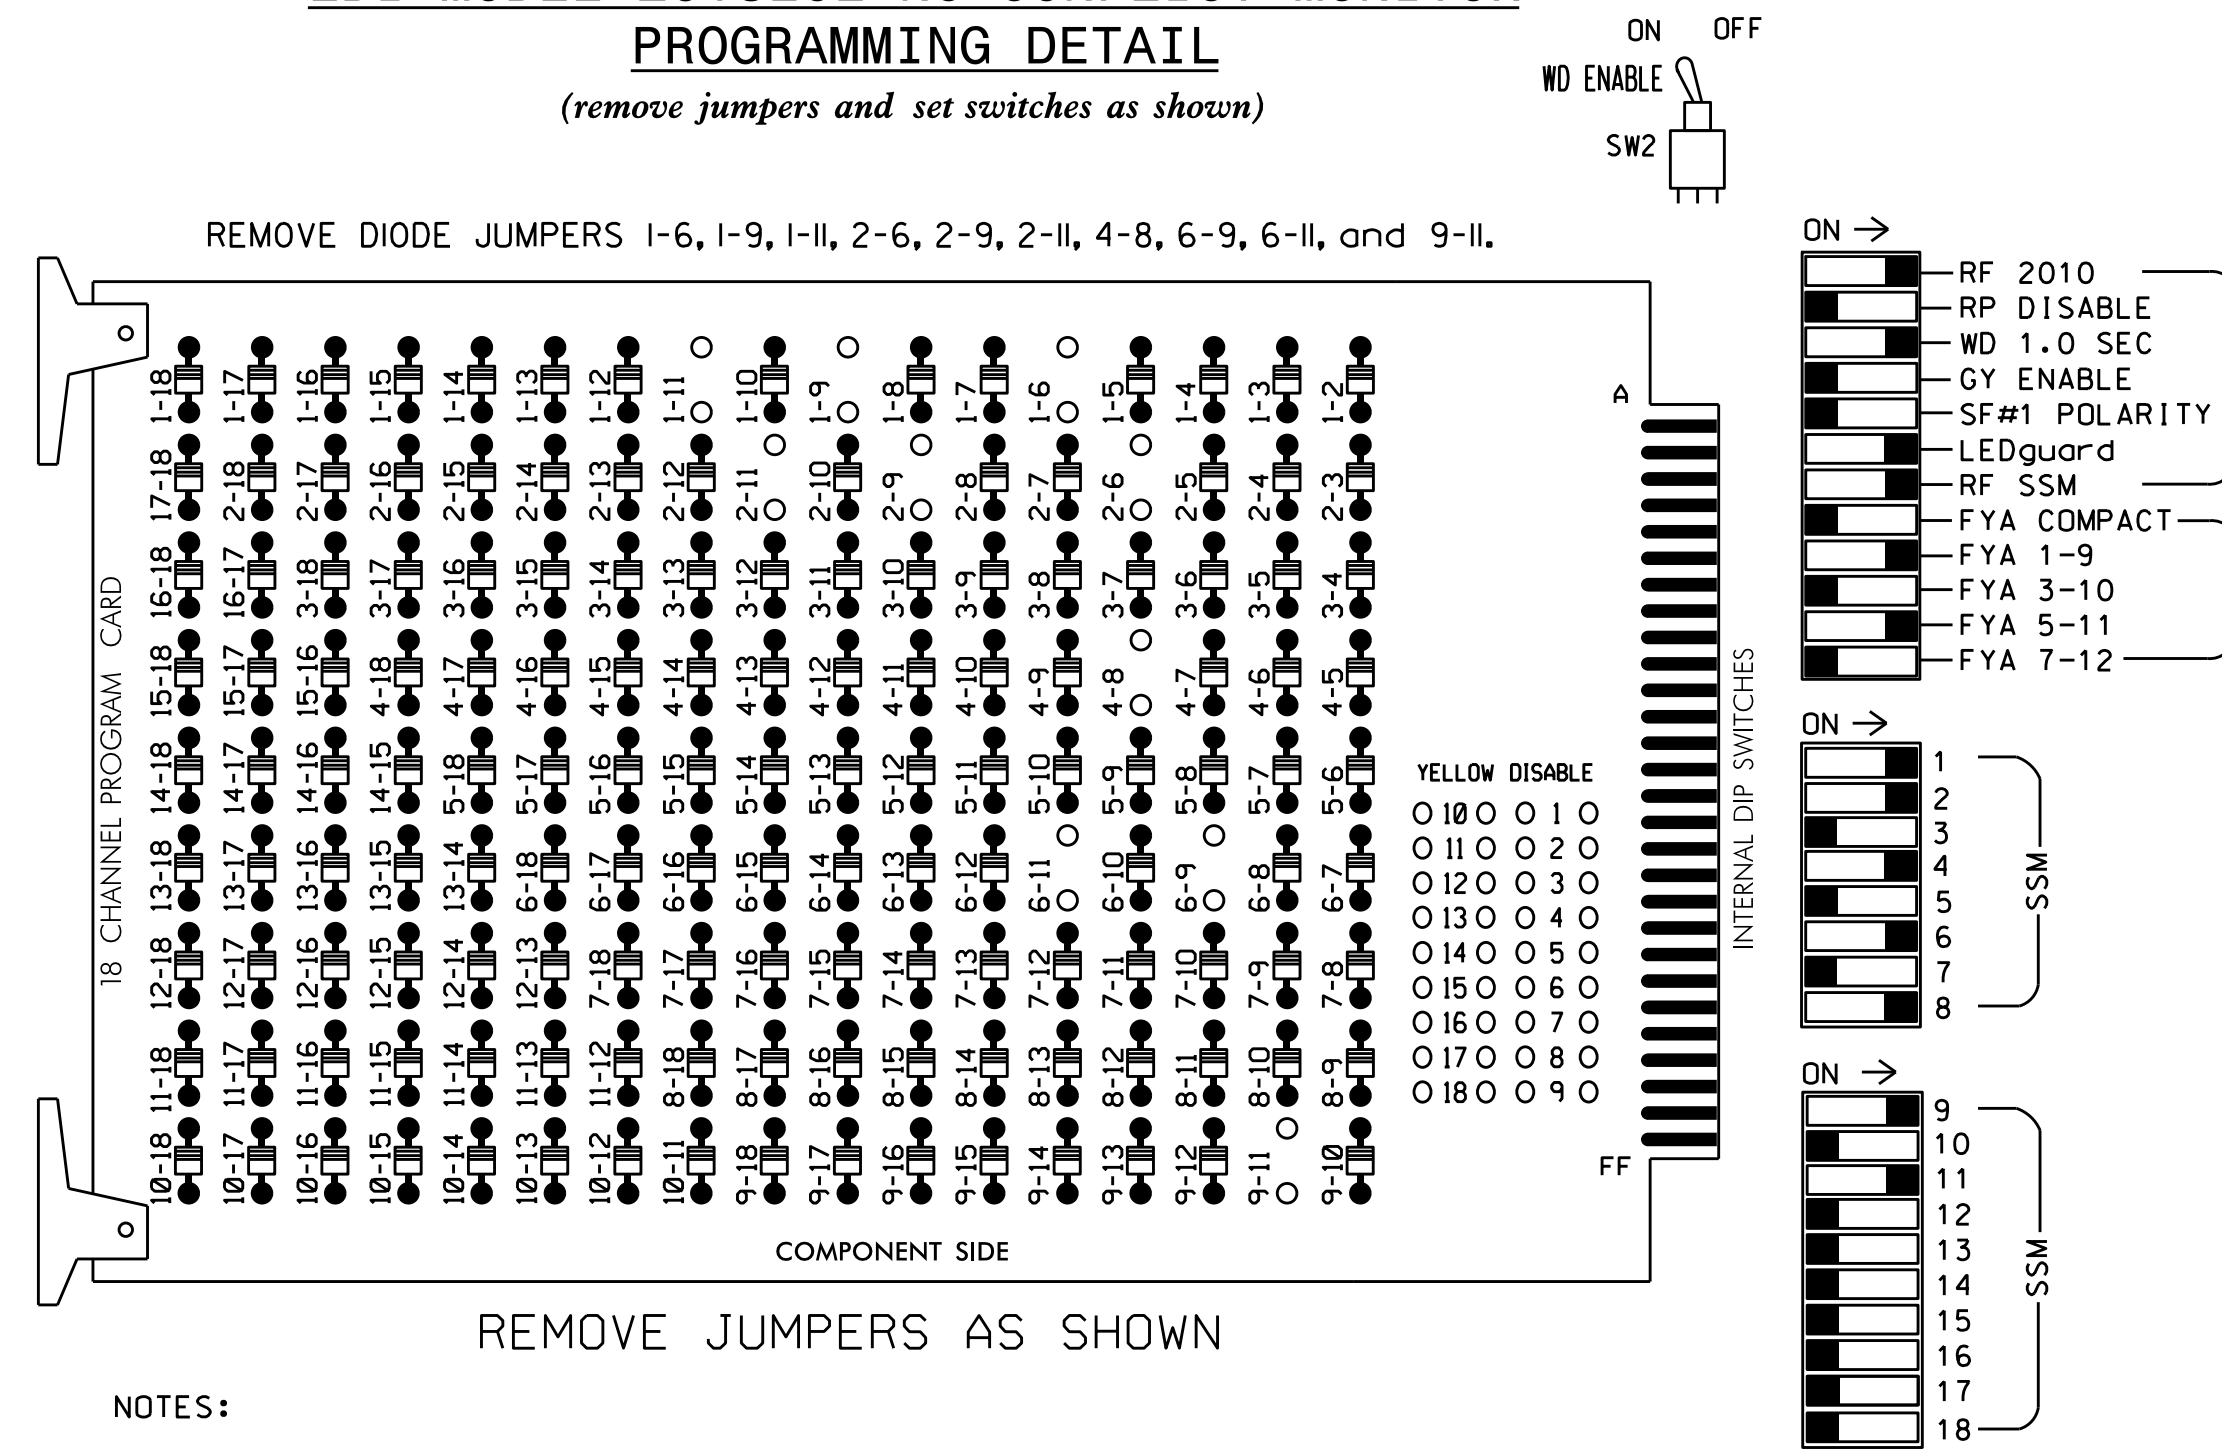 PROGRAMMING DETAIL
(remove jumpers and set switches as shown)
ON OFF
WD ENABLE
SW2
REMOVE DIODE JUMPERS 1-6, 1-9, 1-11, 2-6, 2-9, 2-11, 4-8, 6-9, 6-11, and 9-11.
1-18 1-17 1-16 1-15 1-14 1-13 1-12 1-11 1-10 1-9 1-8 1-7 1-6 1-5 1-4 1-3 1-2
17-18 2-18 2-17 2-16 2-15 2-14 2-13 2-12 2-11 2-10 2-9 2-8 2-7 2-6 2-5 2-4 2-3
16-18 16-17 3-18 3-17 3-16 3-15 3-14 3-13 3-12 3-11 3-10 3-9 3-8 3-7 3-6 3-5 3-4
15-18 15-17 15-16 4-18 4-17 4-16 4-15 4-14 4-13 4-12 4-11 4-10 4-9 4-8 4-7 4-6 4-5
14-18 14-17 14-16 14-15 5-18 5-17 5-16 5-15 5-14 5-13 5-12 5-11 5-10 5-9 5-8 5-7 5-6
13-18 13-17 13-16 13-15 13-14 6-18 6-17 6-16 6-15 6-14 6-13 6-12 6-11 6-10 6-9 6-8 6-7
12-18 12-17 12-16 12-15 12-14 12-13 7-18 7-17 7-16 7-15 7-14 7-13 7-12 7-11 7-10 7-9 7-8
11-18 11-17 11-16 11-15 11-14 11-13 11-12 8-18 8-17 8-16 8-15 8-14 8-13 8-12 8-11 8-10 8-9
10-18 10-17 10-16 10-15 10-14 10-13 10-12 10-11 9-18 9-17 9-16 9-15 9-14 9-13 9-12 9-11 9-10
18 CHANNEL PROGRAM CARD
A
FF
YELLOW DISABLE
10 1
11 2
12 3
13 4
14 5
15 6
16 7
17 8
18 9
COMPONENT SIDE
INTERNAL DIP SWITCHES
ON
RF 2010
RP DISABLE
WD 1.0 SEC
GY ENABLE
SF#1 POLARITY
LEDguard
RF SSM
FYA COMPACT
FYA 1-9
FYA 3-10
FYA 5-11
FYA 7-12
ON
1
2
3
4
5
6
7
8
SSM
ON
9
10
11
12
13
14
15
16
17
18
SSM
REMOVE JUMPERS AS SHOWN
NOTES: